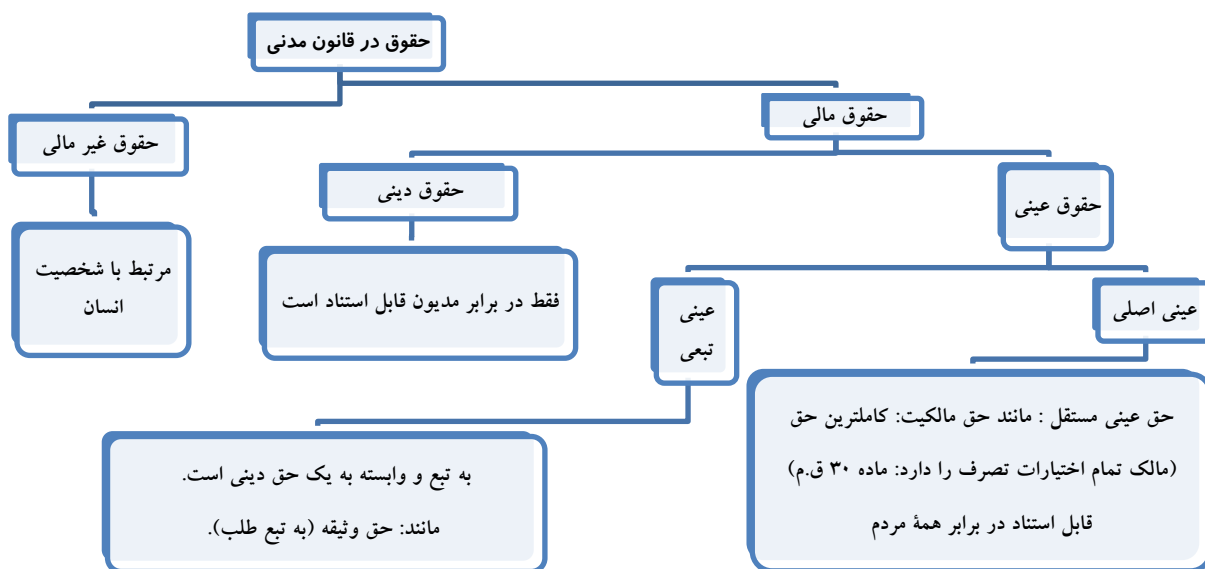 حقوق در قانون مدنی
حقوق مالی
حقوق غیر مالی
حقوق عینی
حقوق دینی
مرتبط با شخصیت
انسان
فقط در برابر مدیون قابل استناد است
عینی اصلی
عینی
تبعی
حق عینی مستقل : مانند حق مالکیت: کاملترین حق
(مالک تمام اختیارات تصرف را دارد: ماده ۳۰ ق.م)
قابل استناد در برابر همهٔ مردم
به تبع و وابسته به یک حق دینی است.
مانند: حق وثیقه (به تبع طلب).